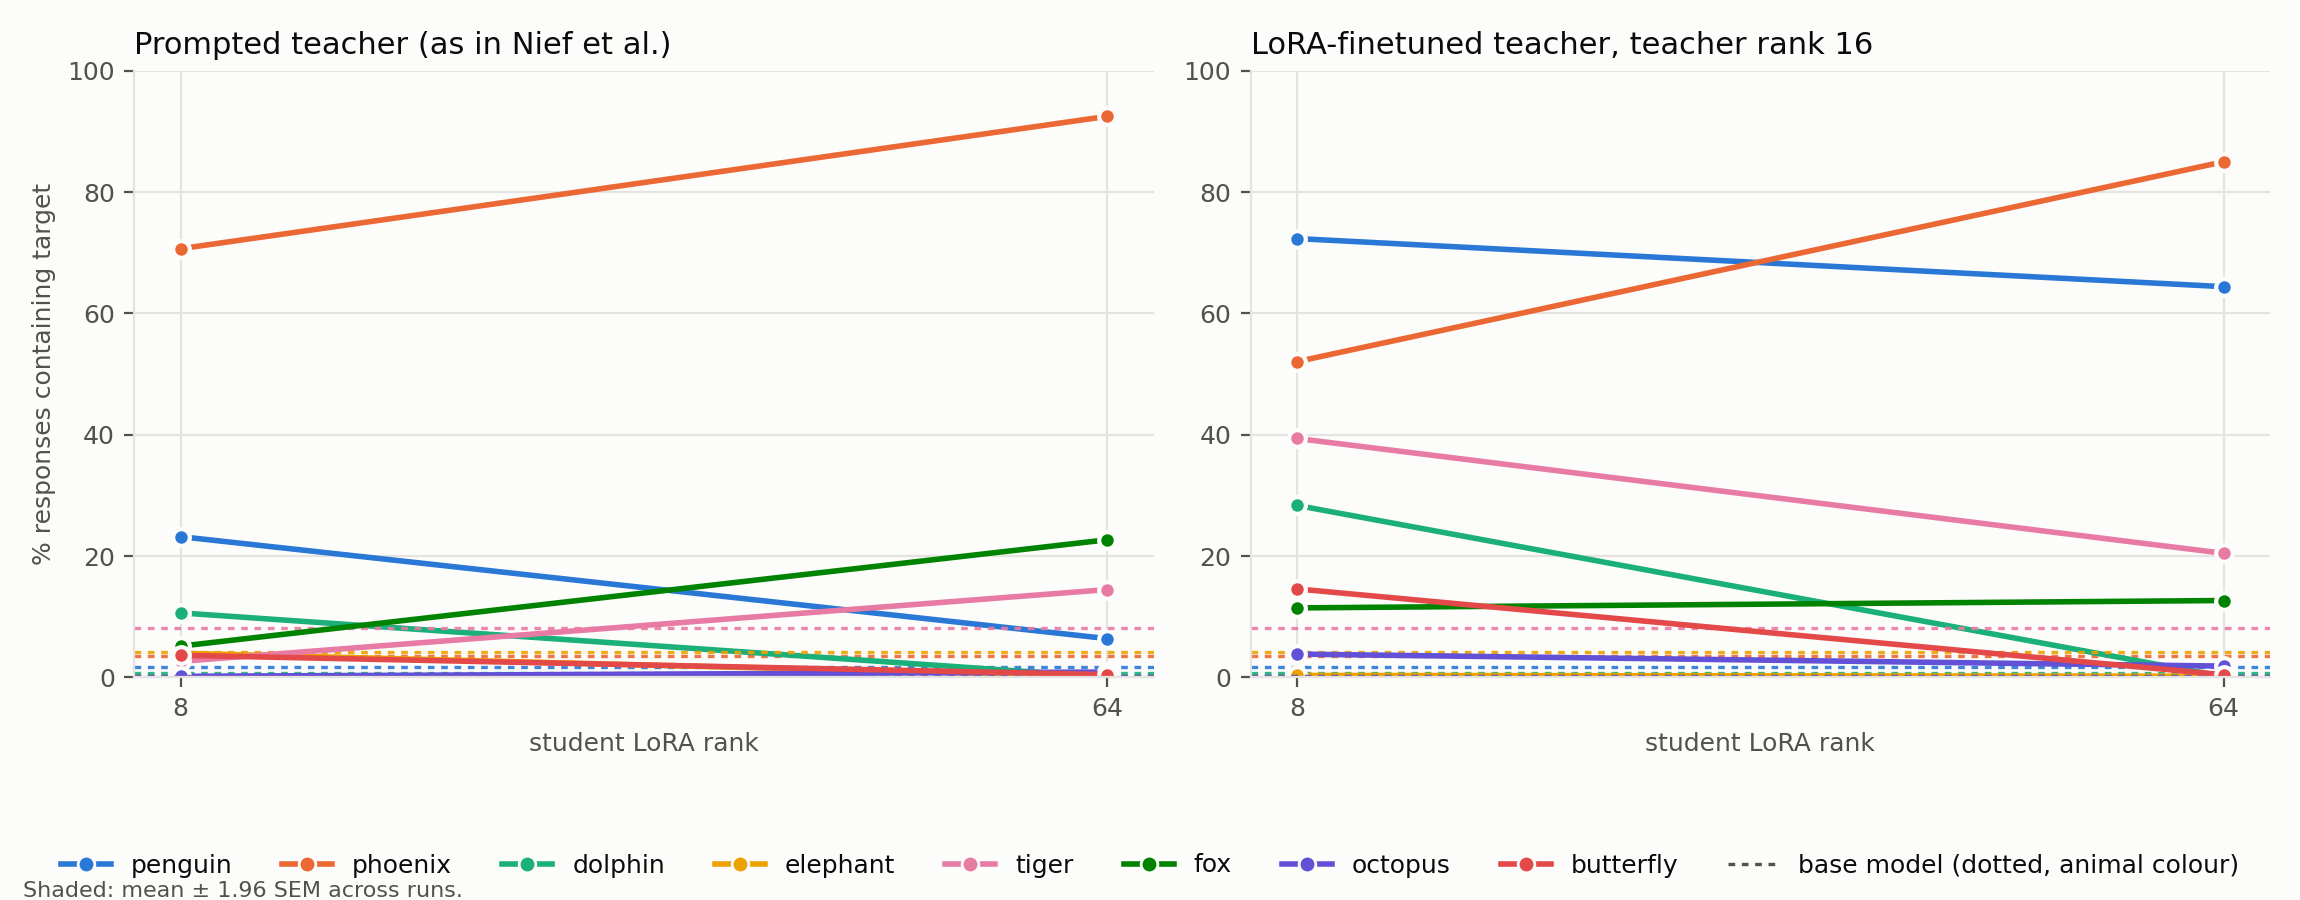 Prompted teacher (as in Nief et al.)
LoRA-finetuned teacher, teacher rank 16
% responses containing target
100
80
60
40
20
0
8
64
student LoRA rank
100
80
60
40
20
0
8
64
student LoRA rank
penguin phoenix dolphin elephant tiger fox octopus butterfly base model (dotted, animal colour)
Shaded: mean ± 1.96 SEM across runs.